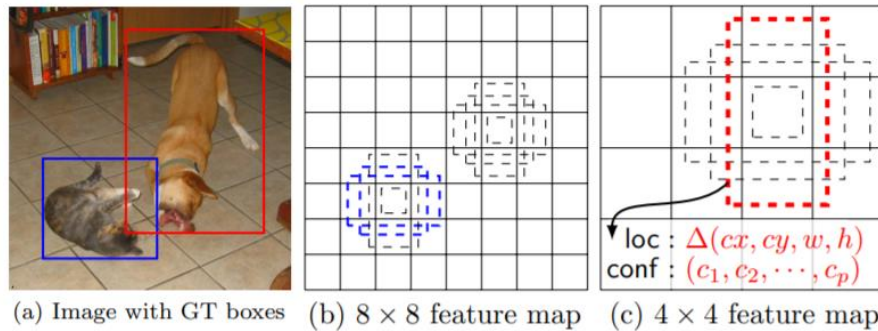 loc : Δ(cx, cy, w, h)
conf : (c₁, c₂, ⋯, cₚ)
(a) Image with GT boxes
(b) 8 × 8 feature map
(c) 4 × 4 feature map